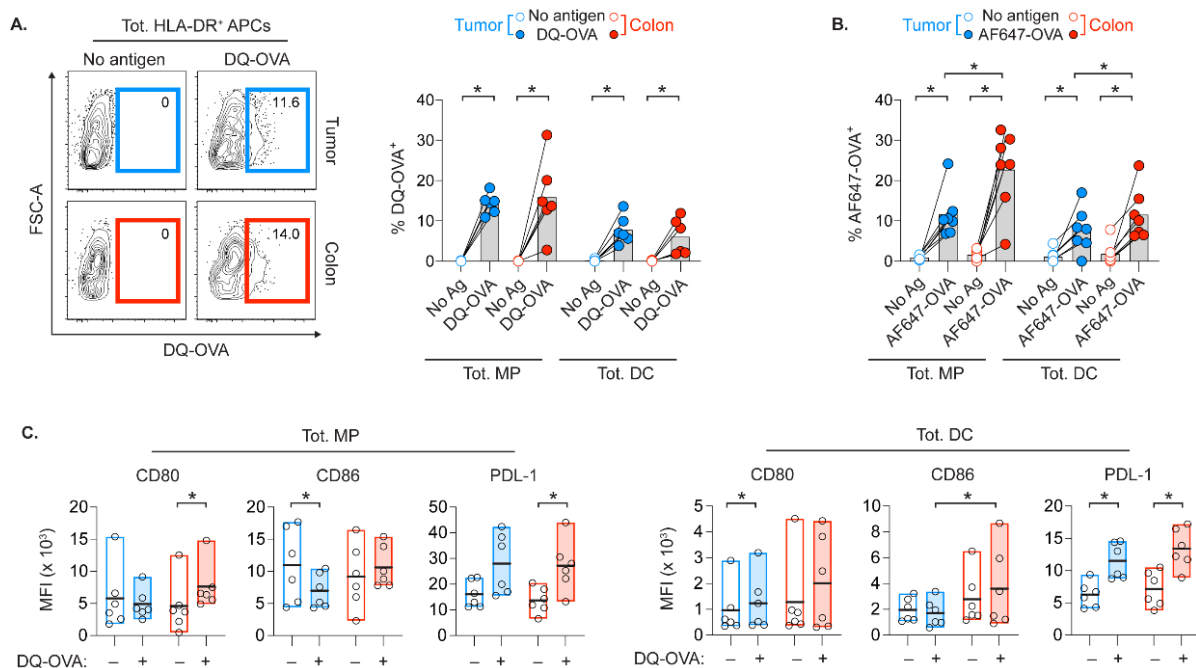 A.
Tot. HLA-DR+ APCs
No antigen
DQ-OVA
0
11.6
Tumor
0
14.0
Colon
FSC-A
DQ-OVA
Tumor
No antigen
DQ-OVA
Colon
* * * *
% DQ-OVA+
40
30
20
10
0
No Ag
DQ-OVA
No Ag
DQ-OVA
No Ag
DQ-OVA
No Ag
DQ-OVA
Tot. MP
Tot. DC
B.
Tumor
No antigen
AF647-OVA
Colon
* *
* * * *
% AF647-OVA+
40
30
20
10
0
No Ag
AF647-OVA
No Ag
AF647-OVA
No Ag
AF647-OVA
No Ag
AF647-OVA
Tot. MP
Tot. DC
C.
Tot. MP
CD80
CD86
PDL-1
MFI (x 10³)
20
15
10
5
0
*
20
15
10
5
0
*
50
40
30
20
10
0
*
DQ-OVA: – + – + – + – + – + – +
Tot. DC
CD80
CD86
PDL-1
MFI (x 10³)
5
4
3
2
1
0
*
10
8
6
4
2
0
*
20
15
10
5
0
* *
DQ-OVA: – + – + – + – + – + – +